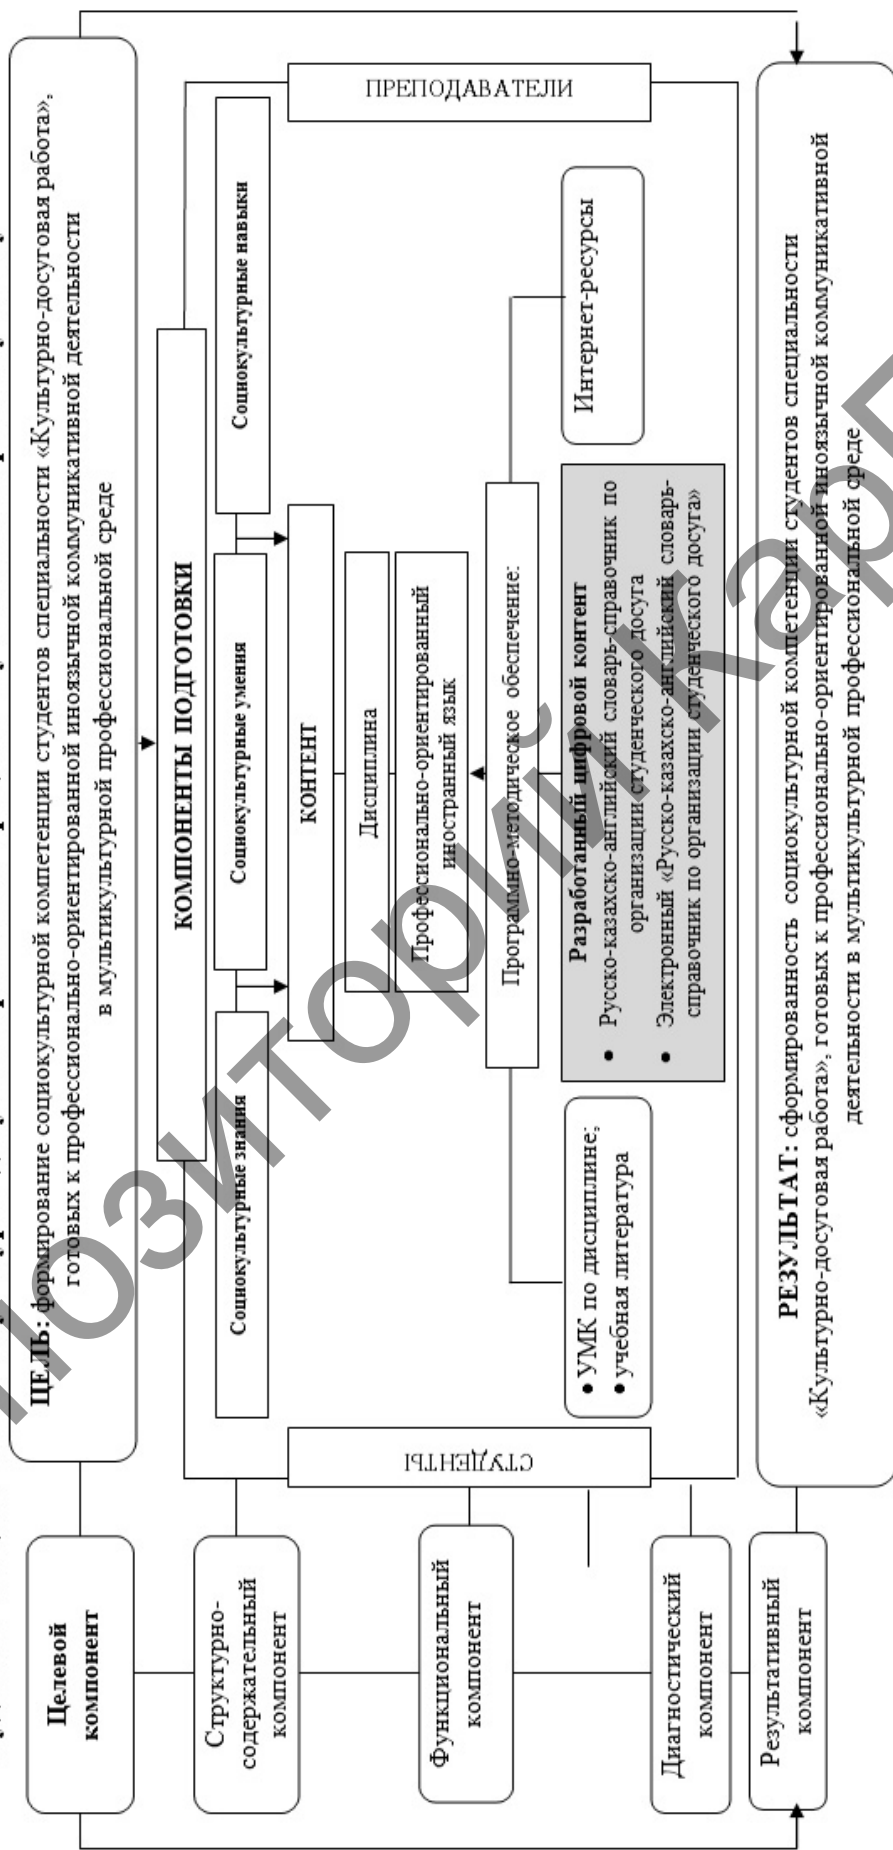 ЦЕЛЬ: формирование социокультурной компетенции студентов специальности «Культурно-досуговая работа»,
готовых к профессионально-ориентированной иноязычной коммуникативной деятельности
в мультикультурной профессиональной среде
Целевой
компонент
КОМПОНЕНТЫ ПОДГОТОВКИ
Структурно-
содержательный
компонент
Социокультурные знания
Социокультурные умения
Социокультурные навыки
СТУДЕНТЫ
ПРЕПОДАВАТЕЛИ
КОНТЕНТ
Дисциплина
Профессионально-ориентированный
иностранный язык
Функциональный
компонент
Программно-методическое обеспечение:
• УМК по дисциплине;
• учебная литература
Разработанный цифровой контент
• Русско-казахско-английский словарь-справочник по
организации студенческого досуга
• Электронный «Русско-казахско-английский словарь-
справочник по организации студенческого досуга»
Интернет-ресурсы
Диагностический
компонент
Результативный
компонент
РЕЗУЛЬТАТ: сформированность социокультурной компетенции студентов специальности
«Культурно-досуговая работа», готовых к профессионально-ориентированной иноязычной коммуникативной
деятельности в мультикультурной профессиональной среде